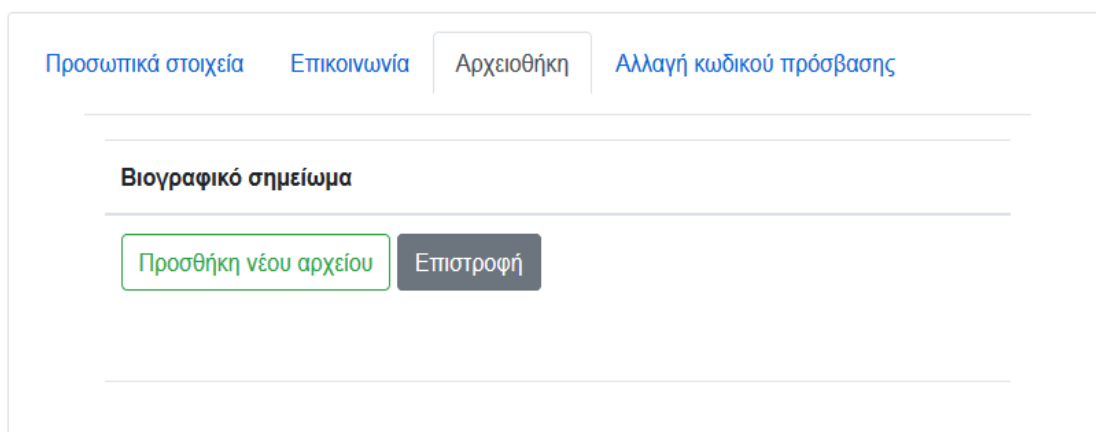 Προσωπικά στοιχεία Επικοινωνία Αρχειοθήκη Αλλαγή κωδικού πρόσβασης
Βιογραφικό σημείωμα
Προσθήκη νέου αρχείου Επιστροφή